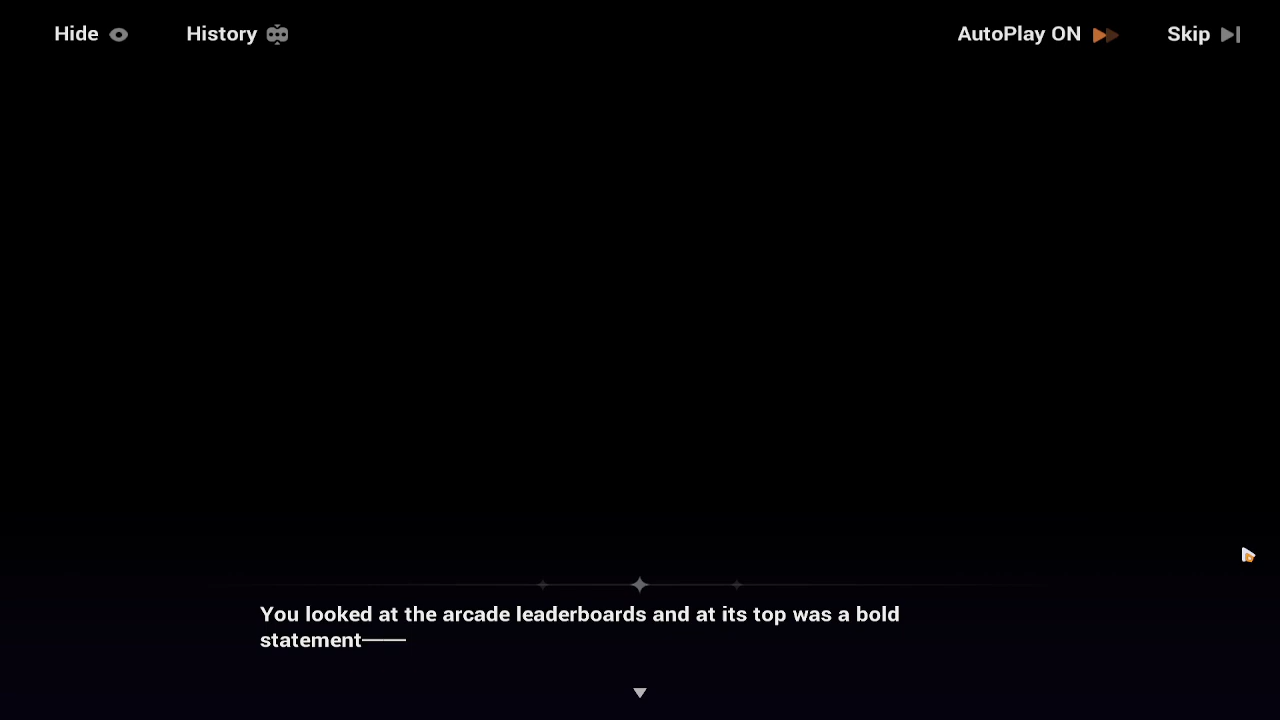 Hide
History
AutoPlay ON
Skip
You looked at the arcade leaderboards and at its top was a bold
statement——